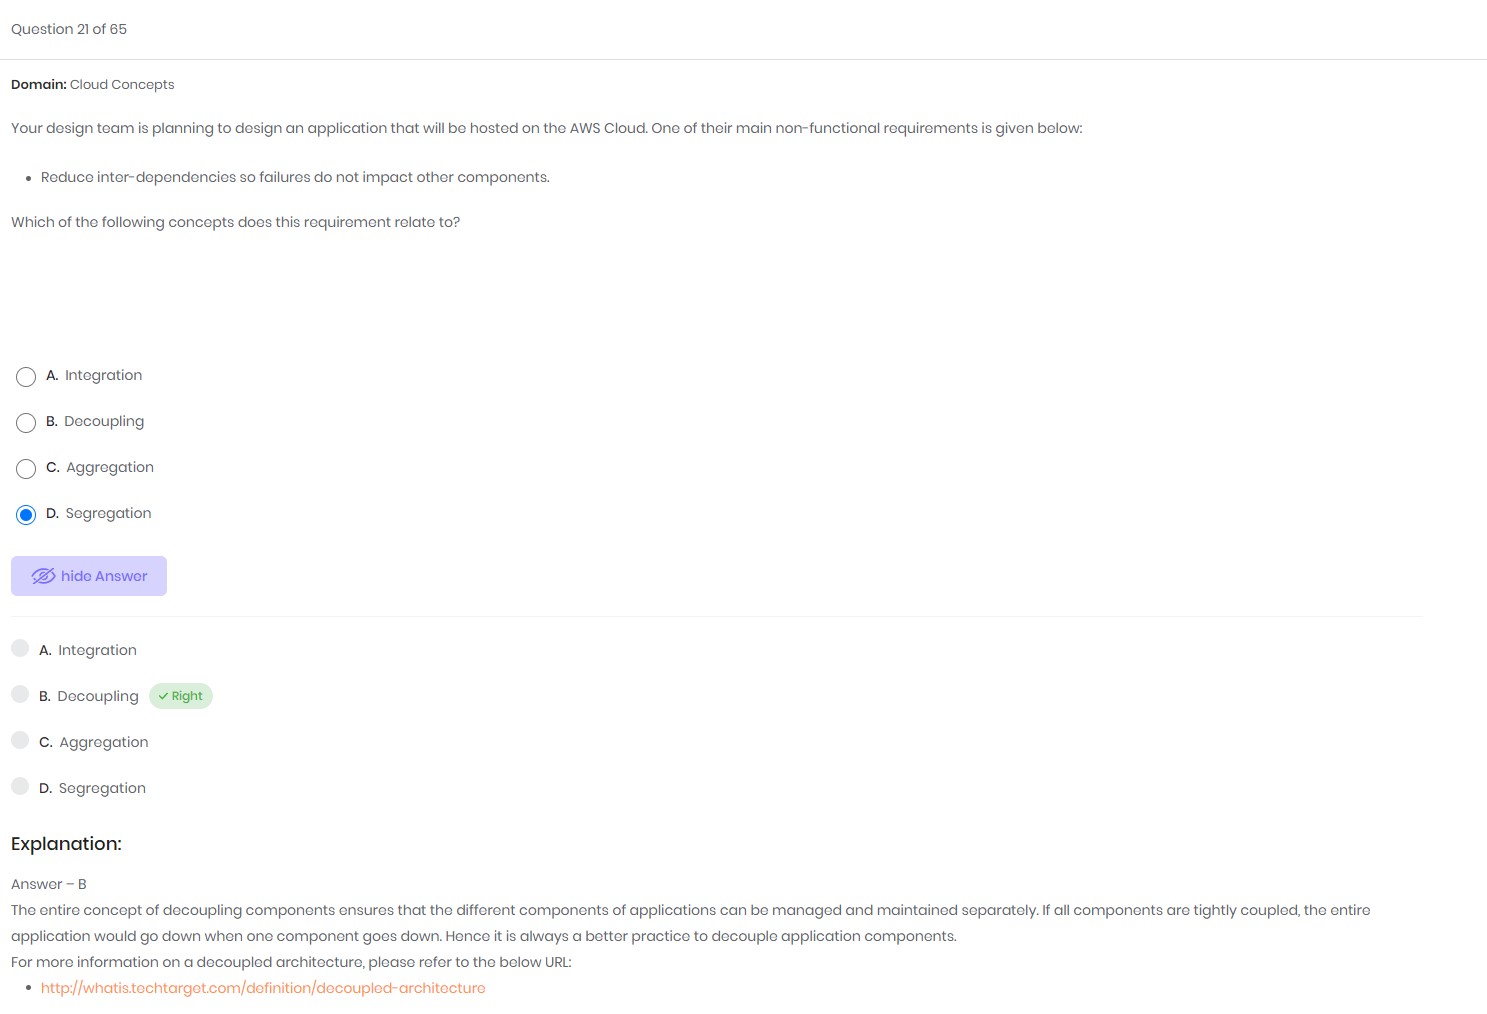 Question 21 of 65
Domain: Cloud Concepts
Your design team is planning to design an application that will be hosted on the AWS Cloud. One of their main non-functional requirements is given below:
• Reduce inter-dependencies so failures do not impact other components.
Which of the following concepts does this requirement relate to?
A. Integration
B. Decoupling
C. Aggregation
D. Segregation
hide Answer
A. Integration
B. Decoupling ✓ Right
C. Aggregation
D. Segregation
Explanation:
Answer – B
The entire concept of decoupling components ensures that the different components of applications can be managed and maintained separately. If all components are tightly coupled, the entire
application would go down when one component goes down. Hence it is always a better practice to decouple application components.
For more information on a decoupled architecture, please refer to the below URL:
• http://whatis.techtarget.com/definition/decoupled-architecture